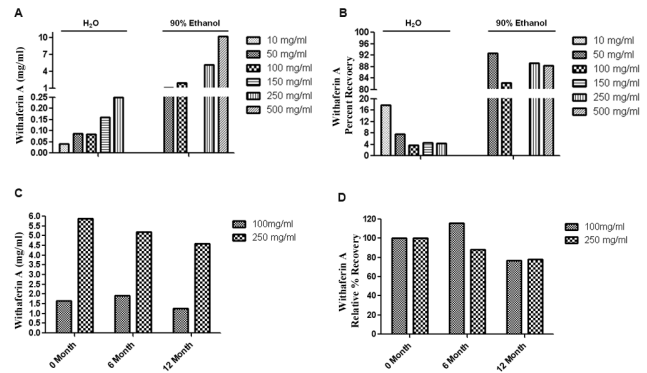 A
H2O
90% Ethanol
Withaferin A (mg/ml)
10
4
1
0.25
0.20
0.15
0.10
0.05
0.00
10 mg/ml
50 mg/ml
100 mg/ml
150 mg/ml
250 mg/ml
500 mg/ml
B
H2O
90% Ethanol
Withaferin A
Percent Recvoery
100
96
92
88
84
80
20
16
12
8
4
0
10 mg/ml
50 mg/ml
100 mg/ml
150 mg/ml
250 mg/ml
500 mg/ml
C
Withaferin A (mg/ml)
6.0
5.5
5.0
4.5
4.0
3.5
3.0
2.5
2.0
1.5
1.0
0.5
0.0
0 Month
6 Month
12 Month
100mg/ml
250 mg/ml
D
Withaferin A
Relative % Recovery
120
100
80
60
40
20
0
0 Month
6 Month
12 Month
100mg/ml
250 mg/ml